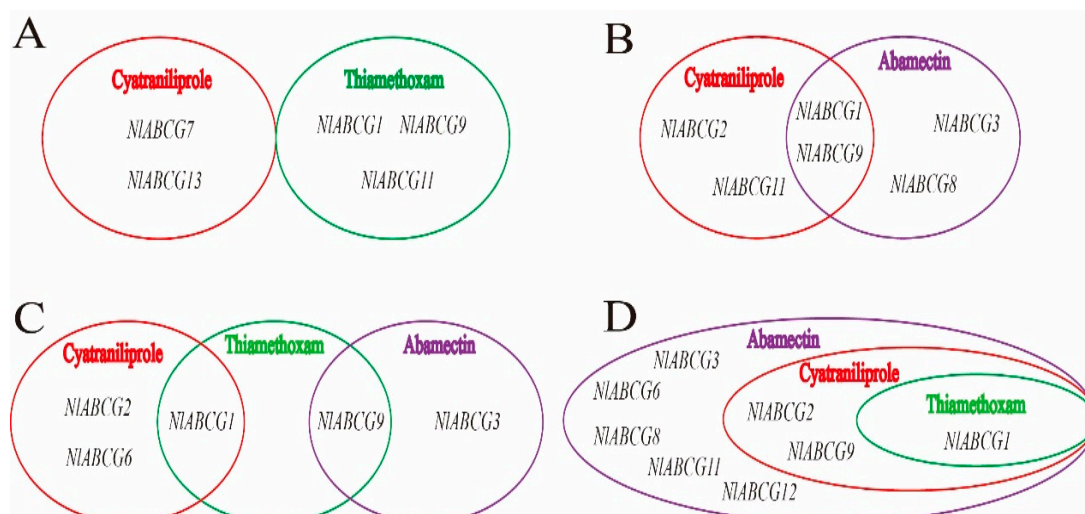 A
Cyatraniliprole
NlABCG7
NlABCG13
Thiamethoxam
NlABCG1 NlABCG9
NlABCG11
B
Cyatraniliprole
NlABCG2
NlABCG11
NlABCG1
NlABCG9
Abamectin
NlABCG3
NlABCG8
C
Cyatraniliprole
NlABCG2
NlABCG6
NlABCG1
Thiamethoxam
NlABCG9
Abamectin
NlABCG3
D
Abamectin
NlABCG3
NlABCG6
NlABCG8
NlABCG11
NlABCG12
Cyatraniliprole
NlABCG2
NlABCG9
Thiamethoxam
NlABCG1